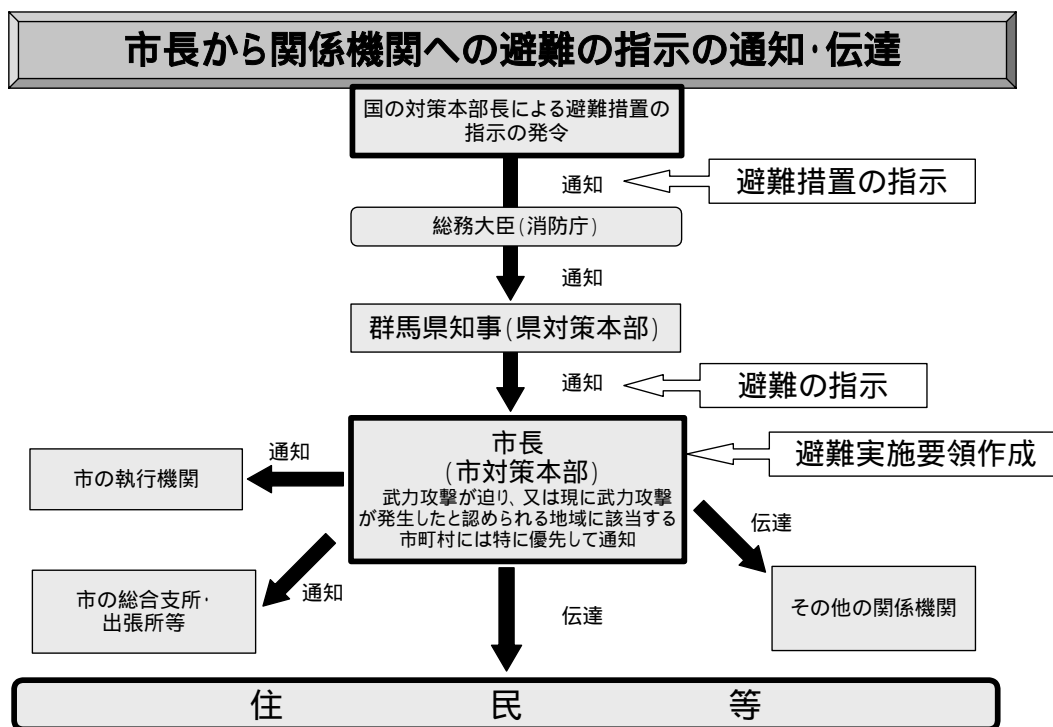 市長から関係機関への避難の指示の通知・伝達
国の対策本部長による避難措置の
指示の発令
通知
避難措置の指示
総務大臣(消防庁)
通知
群馬県知事(県対策本部)
通知
避難の指示
市長
(市対策本部)
武力攻撃が迫り、又は現に武力攻撃
が発生したと認められる地域に該当する
市町村には特に優先して通知
避難実施要領作成
通知
市の執行機関
伝達
通知
市の総合支所・
出張所等
伝達
その他の関係機関
住民等